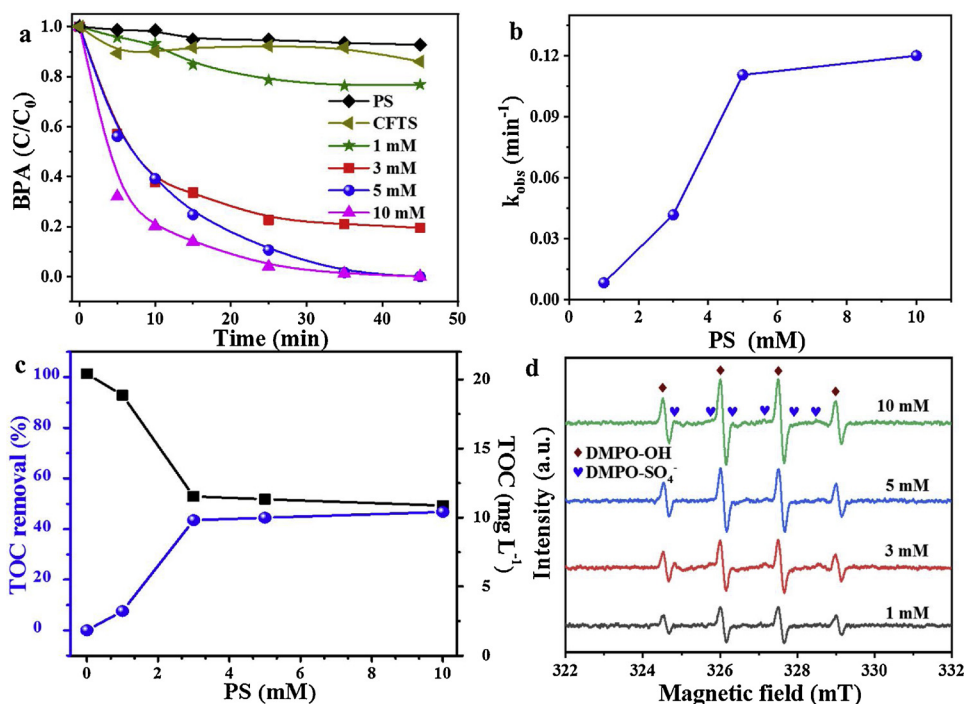 a
1.0
0.8
0.6
0.4
0.2
0.0
BPA (C/C0)
PS
CFTS
1 mM
3 mM
5 mM
10 mM
0 10 20 30 40 50
Time (min)
b
0.12
0.09
0.06
0.03
0.00
kobs (min-1)
0 2 4 6 8 10
PS (mM)
c
100
80
60
40
20
0
TOC removal (%)
20
15
10
5
0
TOC (mg L-1)
0 2 4 6 8 10
PS (mM)
d
10 mM
DMPO-OH
DMPO-SO4-
5 mM
3 mM
1 mM
Intensity (a.u.)
322 324 326 328 330 332
Magnetic field (mT)